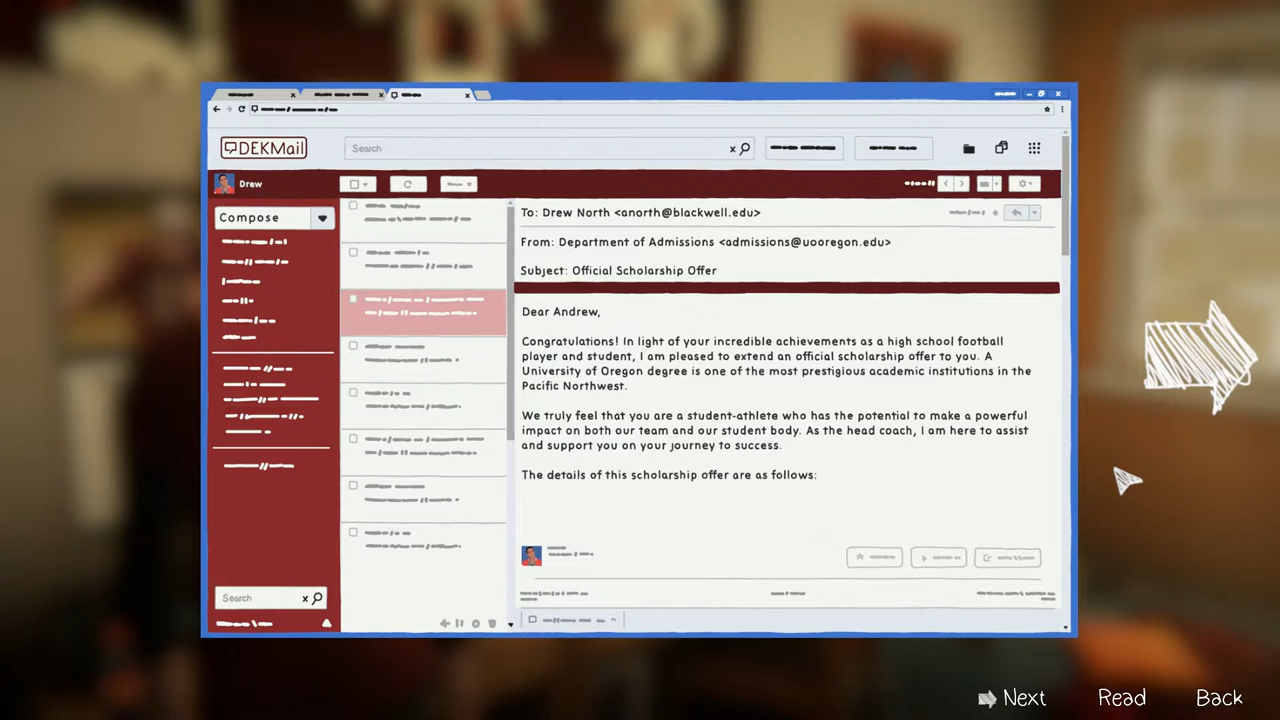 DEKMail
Search
Drew
Compose
To: Drew North <anorth@blackwell.edu>
From: Department of Admissions <admissions@uooregon.edu>
Subject: Official Scholarship Offer
Dear Andrew,
Congratulations! In light of your incredible achievements as a high school football
player and student, I am pleased to extend an official scholarship offer to you. A
University of Oregon degree is one of the most prestigious academic institutions in the
Pacific Northwest.
We truly feel that you are a student-athlete who has the potential to make a powerful
impact on both our team and our student body. As the head coach, I am here to assist
and support you on your journey to success.
The details of this scholarship offer are as follows:
Search
Next
Read
Back